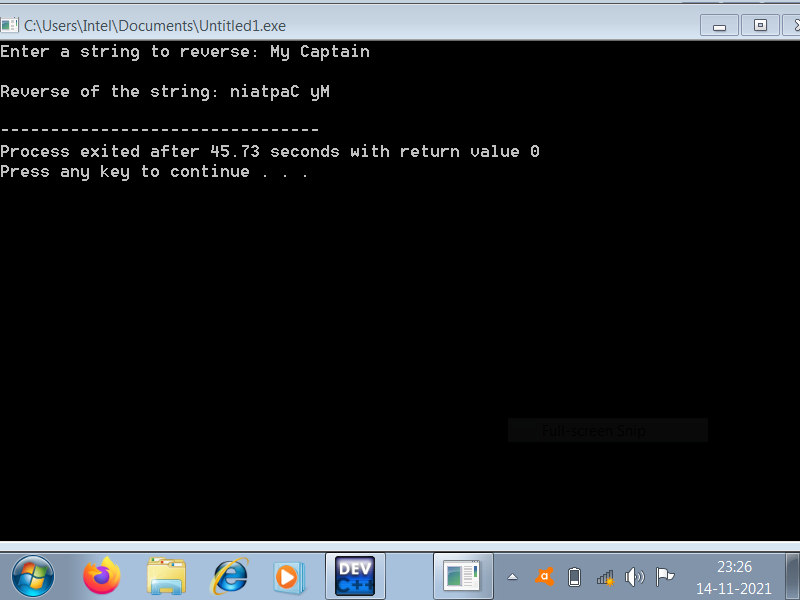 C:\Users\Intel\Documents\Untitled1.exe
Enter a string to reverse: My Captain
Reverse of the string: niatpaC yM
--------------------------------
Process exited after 45.73 seconds with return value 0
Press any key to continue . . .
Full-screen Snip
DEV
C++
23:26
14-11-2021